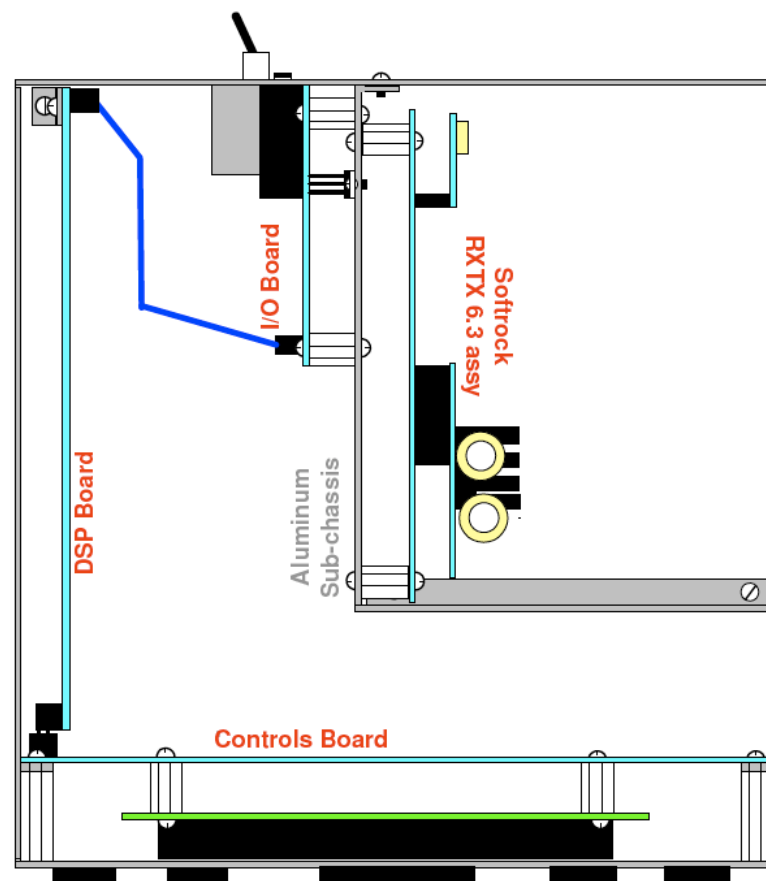 I/O Board
Softrock
RXTX 6.3 assy
DSP Board
Aluminum
Sub-chassis
Controls Board